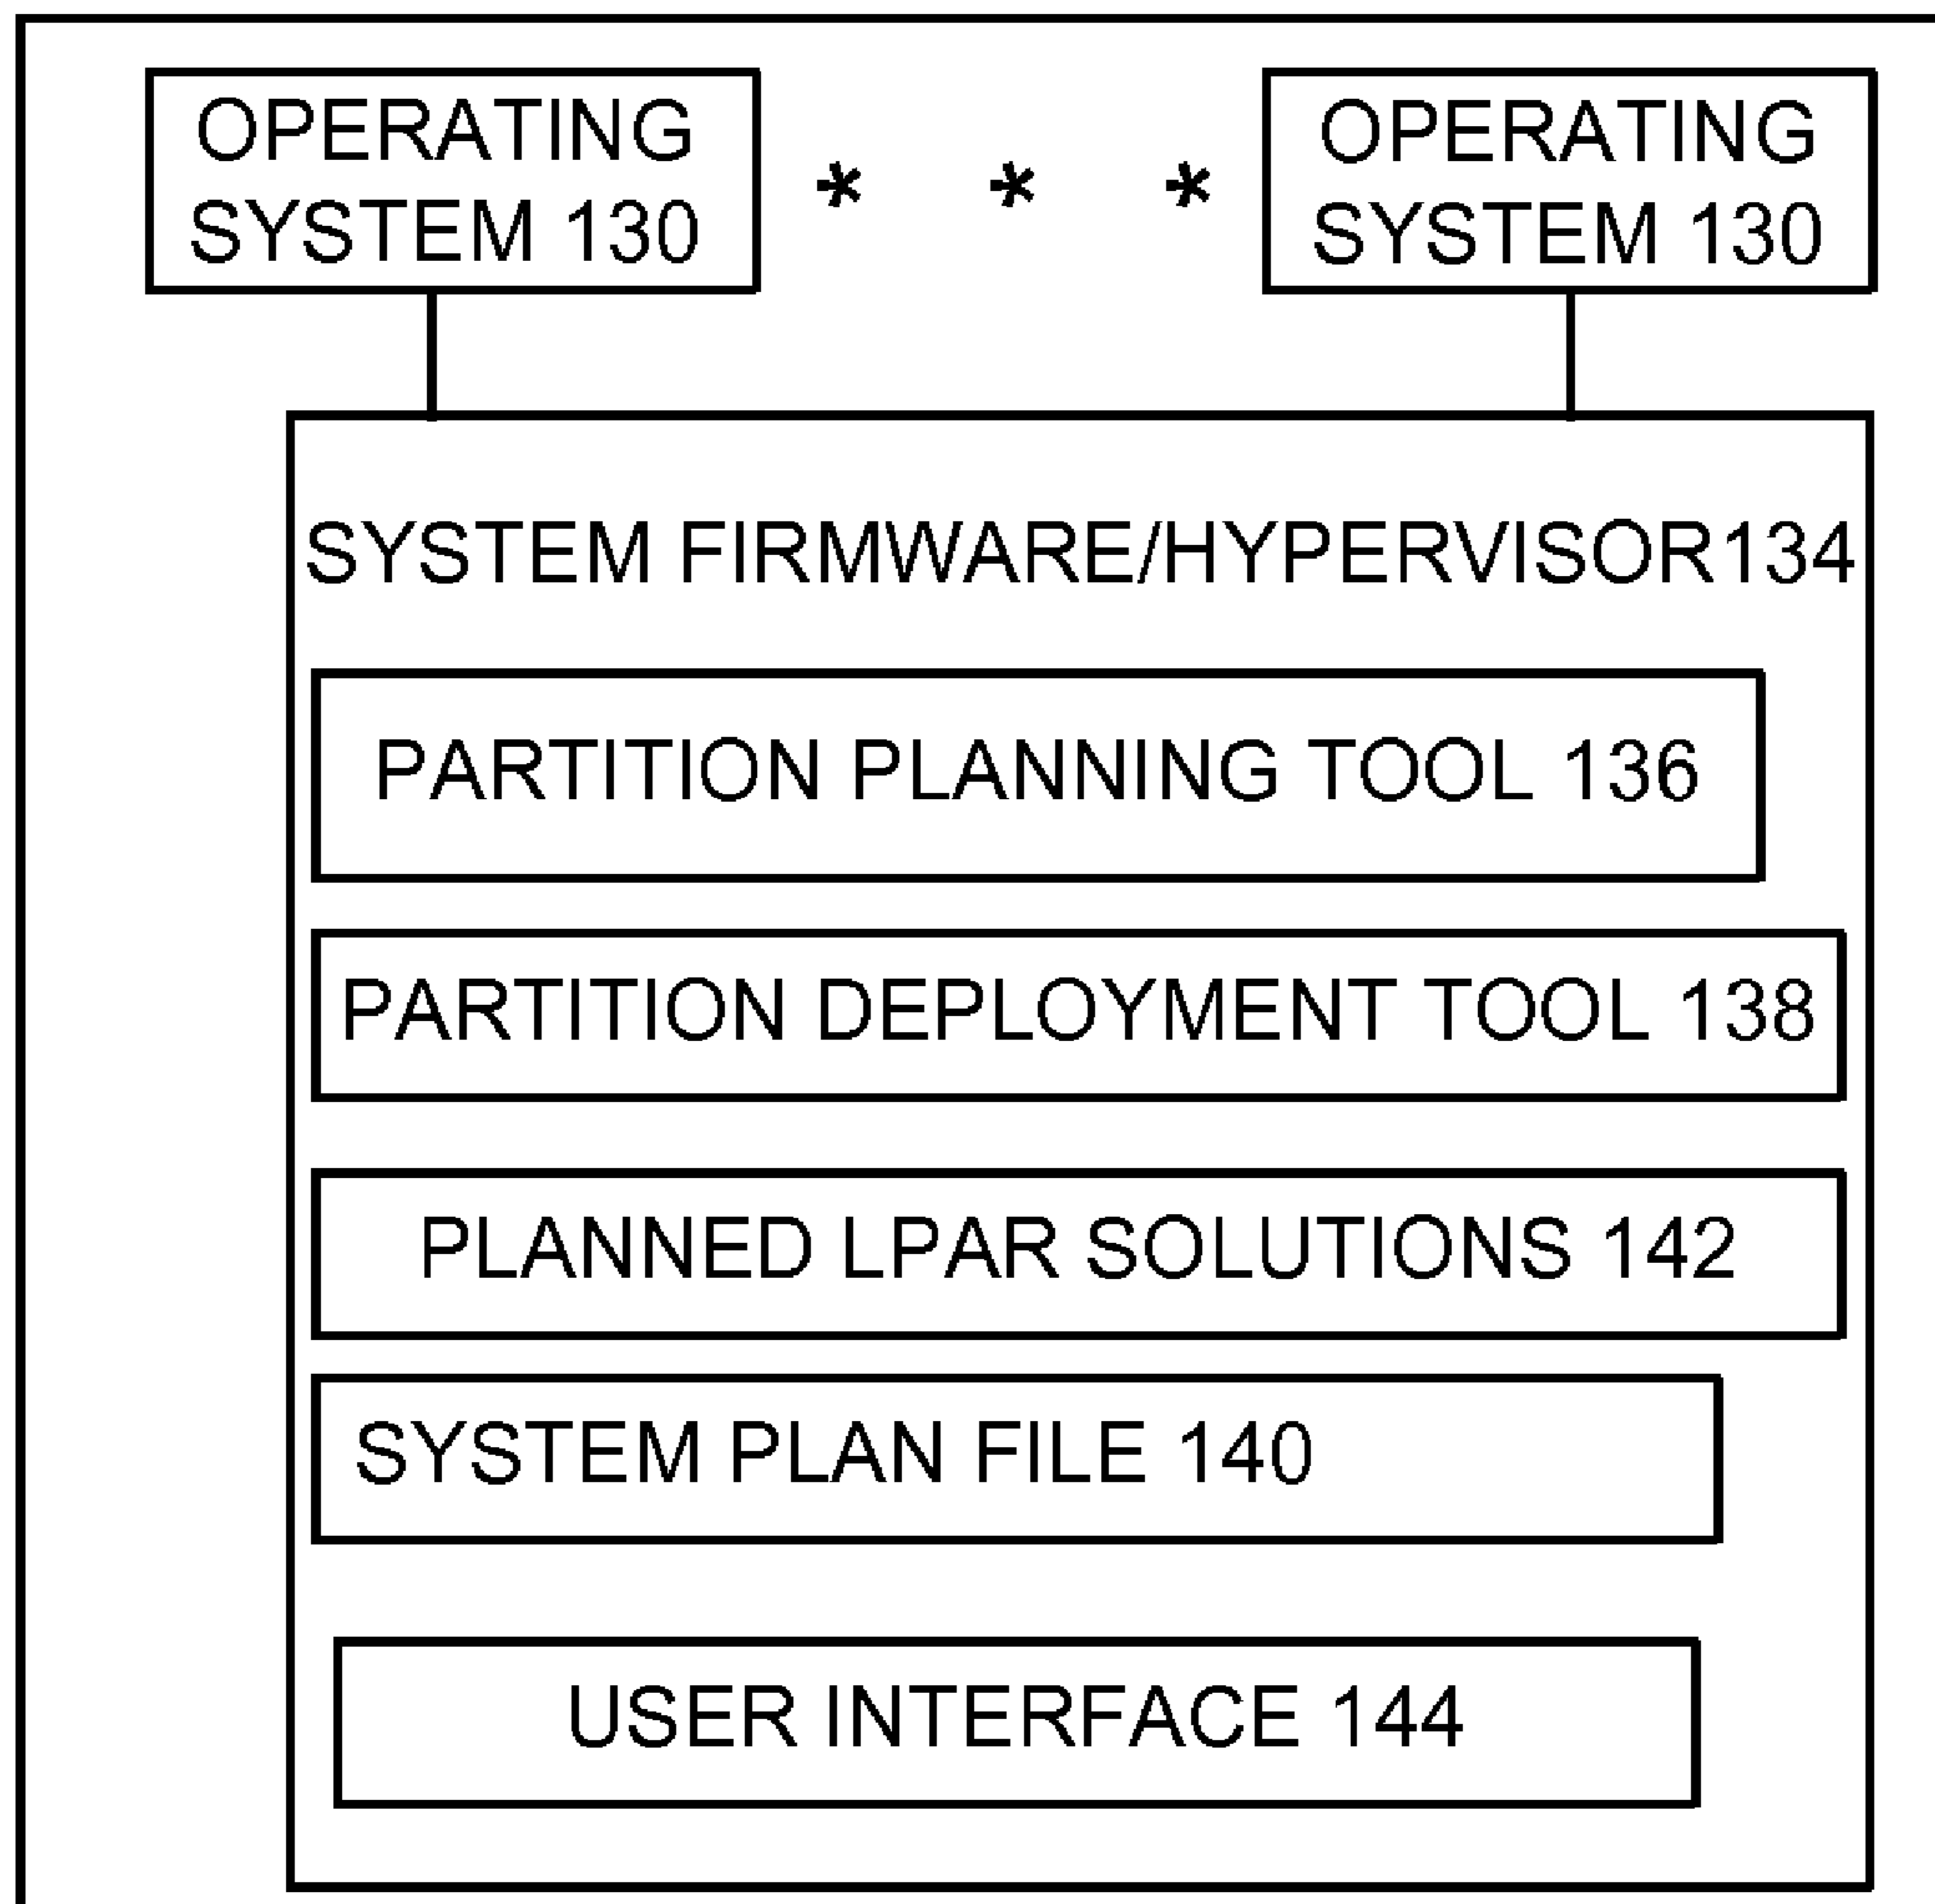 OPERATING
SYSTEM 130
* * *
OPERATING
SYSTEM 130
SYSTEM FIRMWARE/HYPERVISOR134
PARTITION PLANNING TOOL 136
PARTITION DEPLOYMENT TOOL 138
PLANNED LPAR SOLUTIONS 142
SYSTEM PLAN FILE 140
USER INTERFACE 144